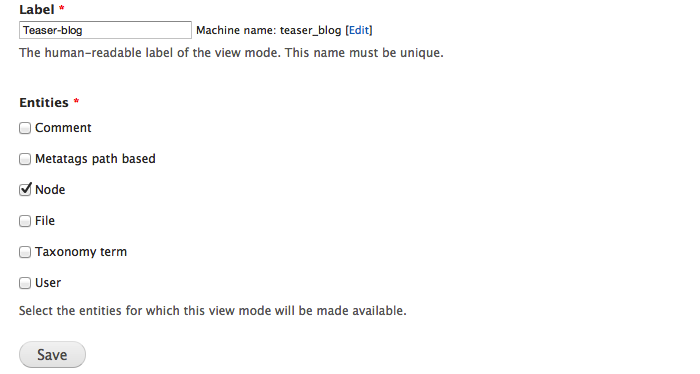 Label *
Teaser-blog Machine name: teaser_blog [Edit]
The human-readable label of the view mode. This name must be unique.
Entities *
Comment
Metatags path based
Node
File
Taxonomy term
User
Select the entities for which this view mode will be made available.
Save